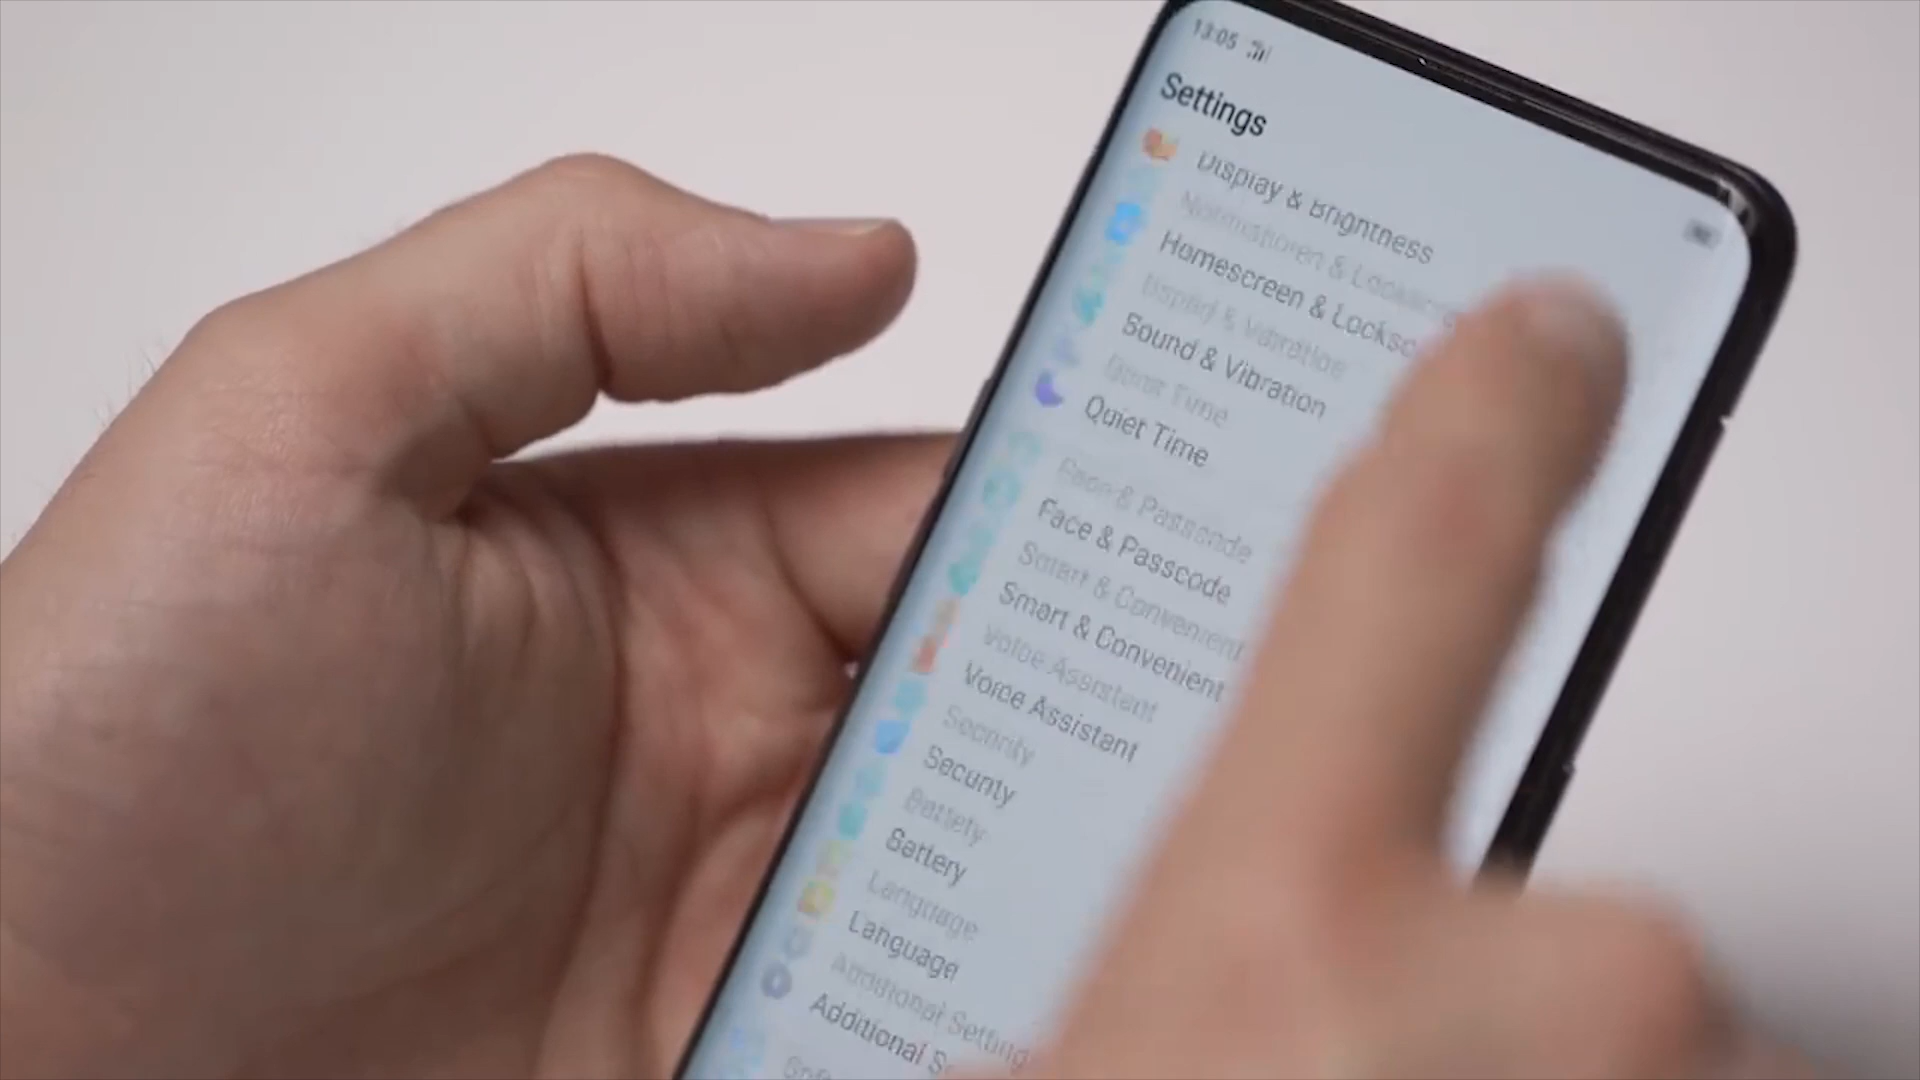 13:05
Settings
Display & Brightness
Homescreen & Locksc
Sound & Vibration
Quiet Time
Face & Passcode
Smart & Convenient
Voice Assistant
Security
Battery
Language
Additional S